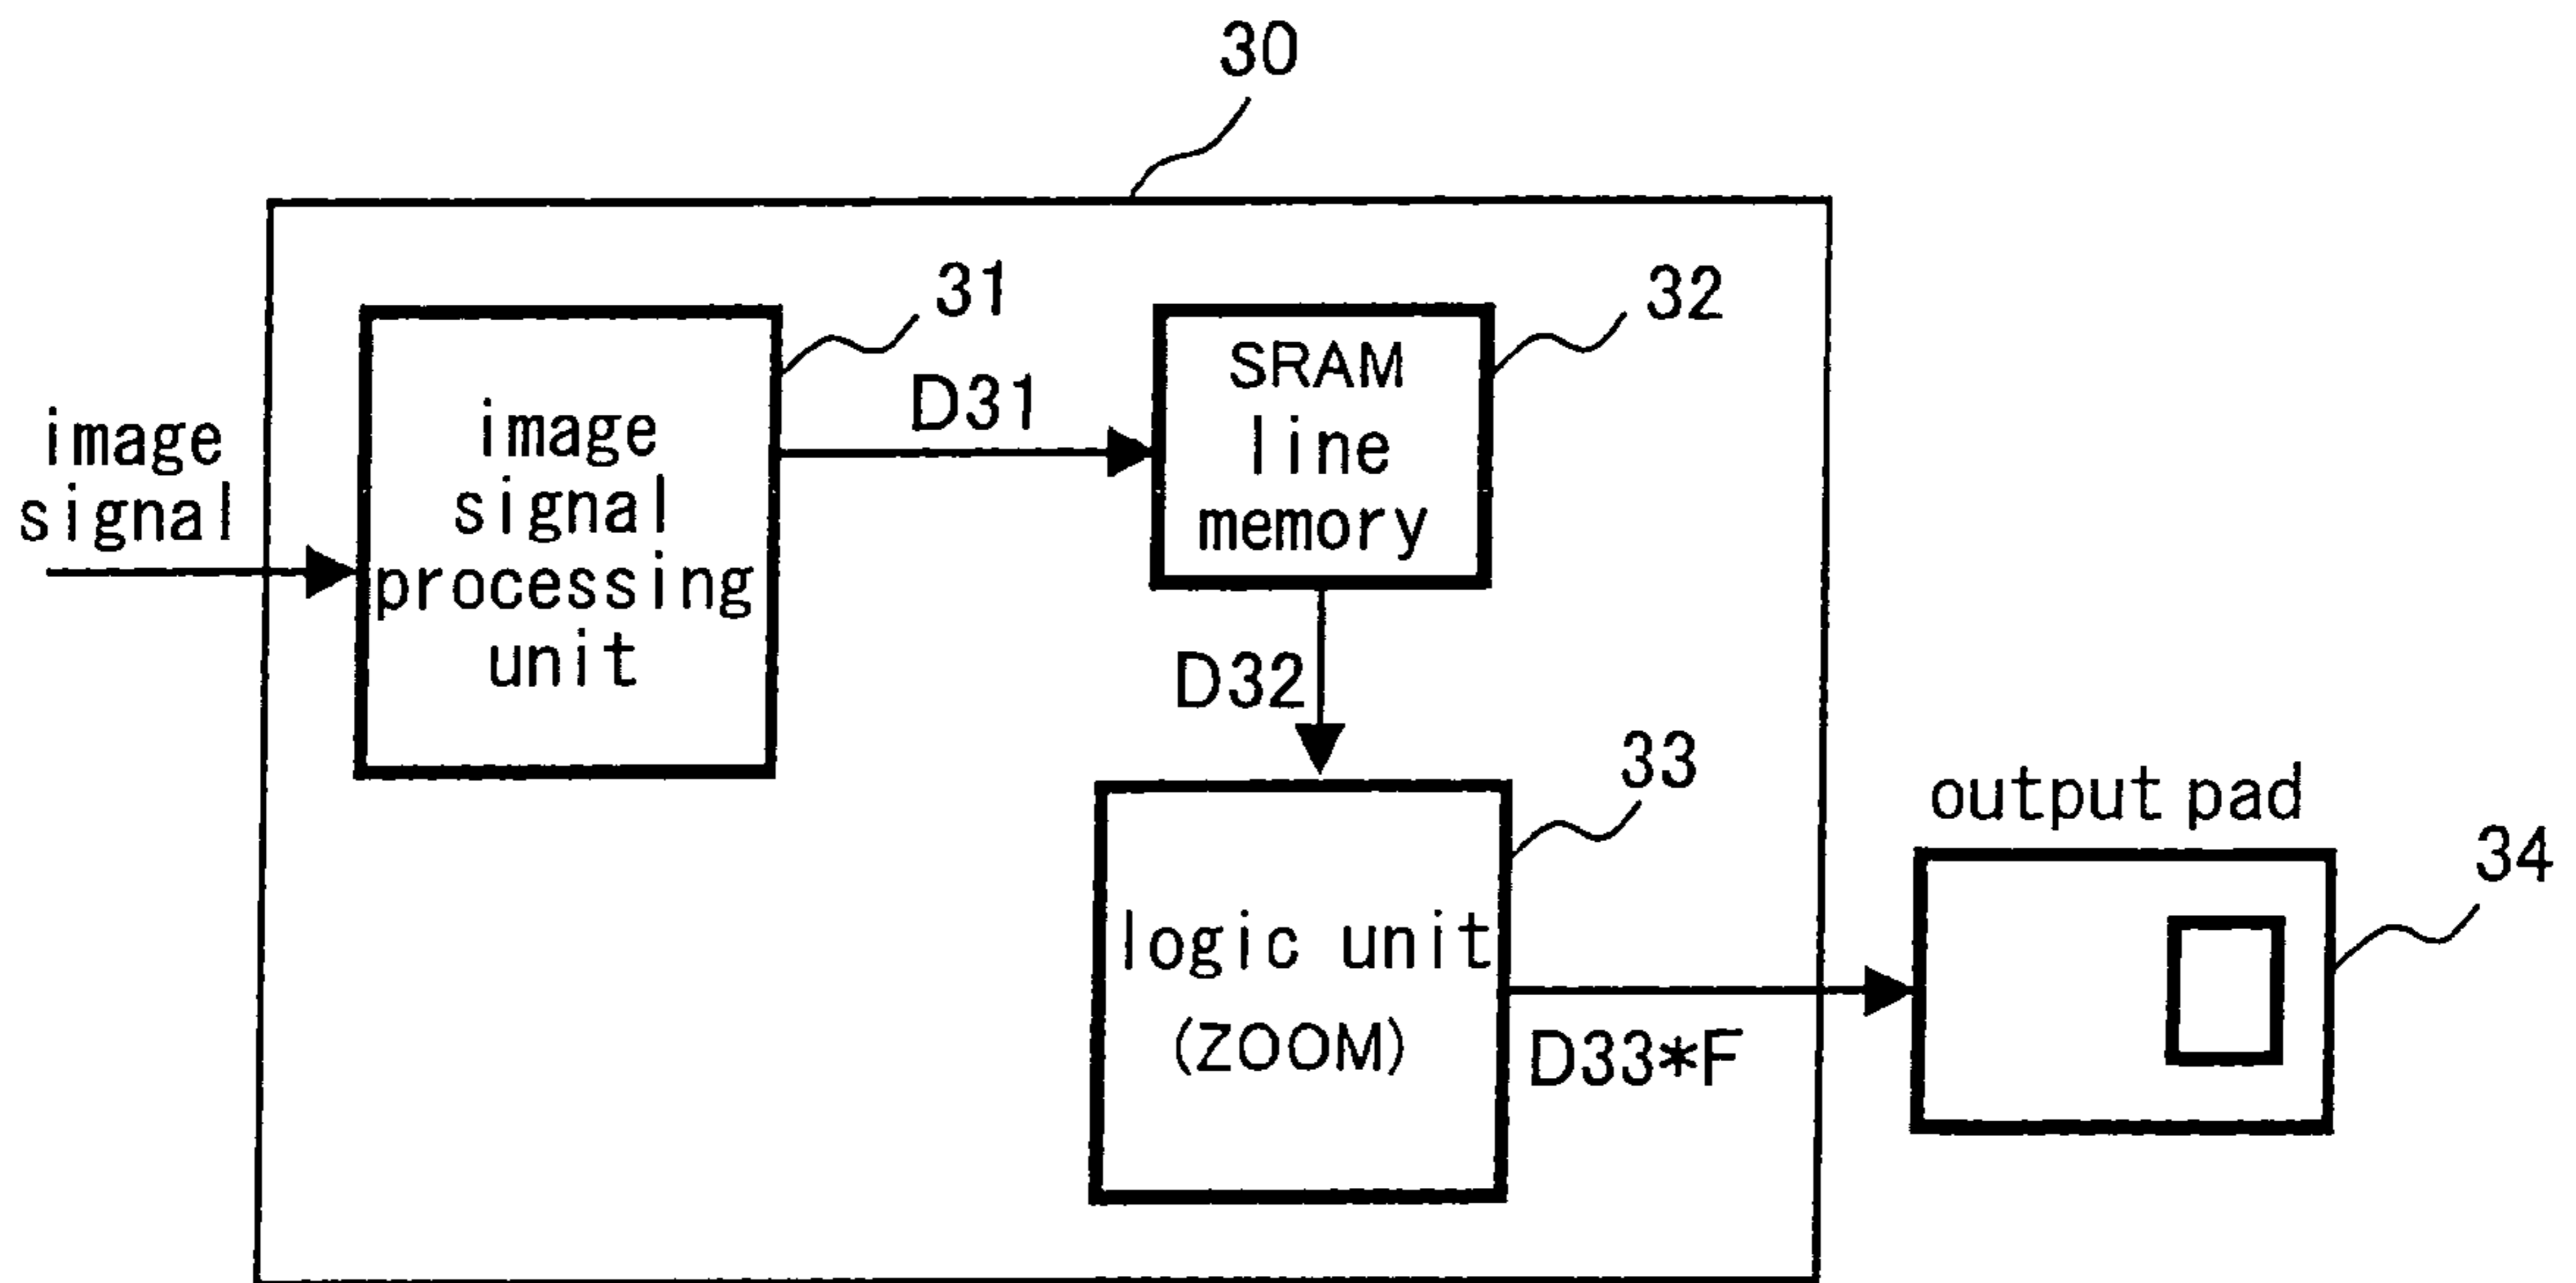 30
image
signal
image
signal
processing
unit
31
D31
SRAM
line
memory
32
D32
logic unit
(ZOOM)
33
D33*F
output pad
34